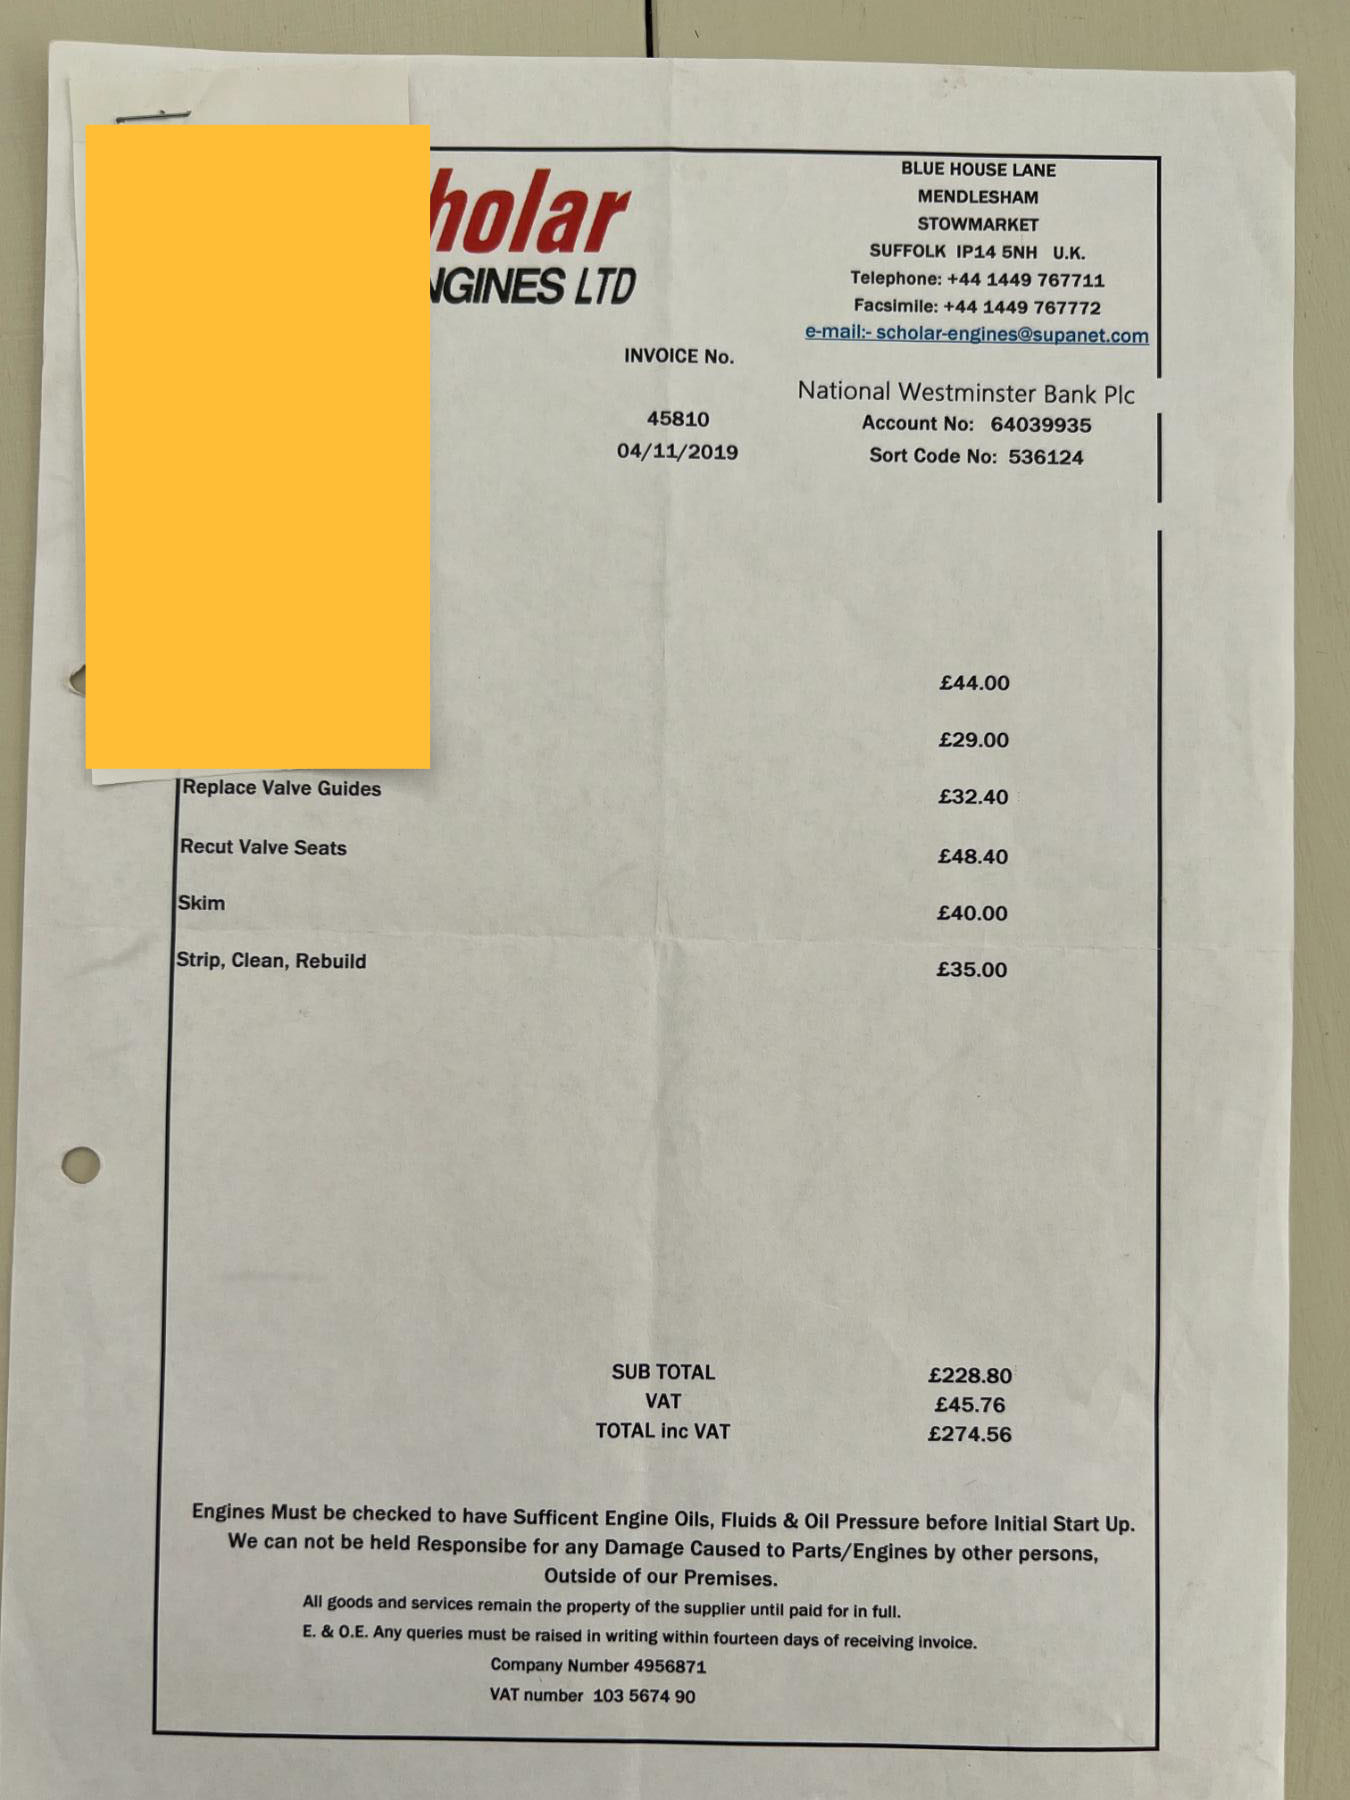 BLUE HOUSE LANE
MENDLESHAM
STOWMARKET
SUFFOLK IP14 5NH U.K.
Telephone: +44 1449 767711
Facsimile: +44 1449 767772
e-mail:- scholar-engines@supanet.com
holar
NGINES LTD
INVOICE No.
45810
04/11/2019
National Westminster Bank Plc
Account No: 64039935
Sort Code No: 536124
£44.00
£29.00
Replace Valve Guides £32.40
Recut Valve Seats £48.40
Skim £40.00
Strip, Clean, Rebuild £35.00
SUB TOTAL £228.80
VAT £45.76
TOTAL inc VAT £274.56
Engines Must be checked to have Sufficent Engine Oils, Fluids & Oil Pressure before Initial Start Up.
We can not be held Responsibe for any Damage Caused to Parts/Engines by other persons,
Outside of our Premises.
All goods and services remain the property of the supplier until paid for in full.
E. & O.E. Any queries must be raised in writing within fourteen days of receiving invoice.
Company Number 4956871
VAT number 103 5674 90